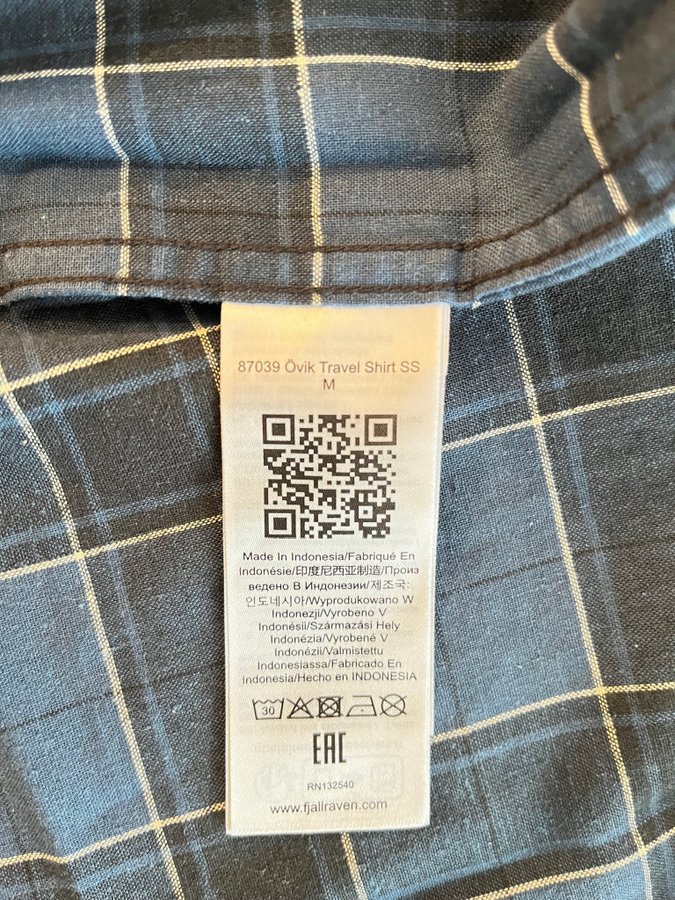 87039 Övik Travel Shirt SS
M
Made In Indonesia/Fabriqué En
Indonésie/印度尼西亚制造/Произ
ведено В Индонезии/제조국:
인도네시아/Wyprodukowano W
Indonezji/Vyrobeno V
Indonésii/Származási Hely
Indonézia/Vyrobené V
Indonézii/Valmistettu
Indonesiassa/Fabricado En
Indonesia/Hecho en INDONESIA
30
EAC
RN132540
www.fjallraven.com